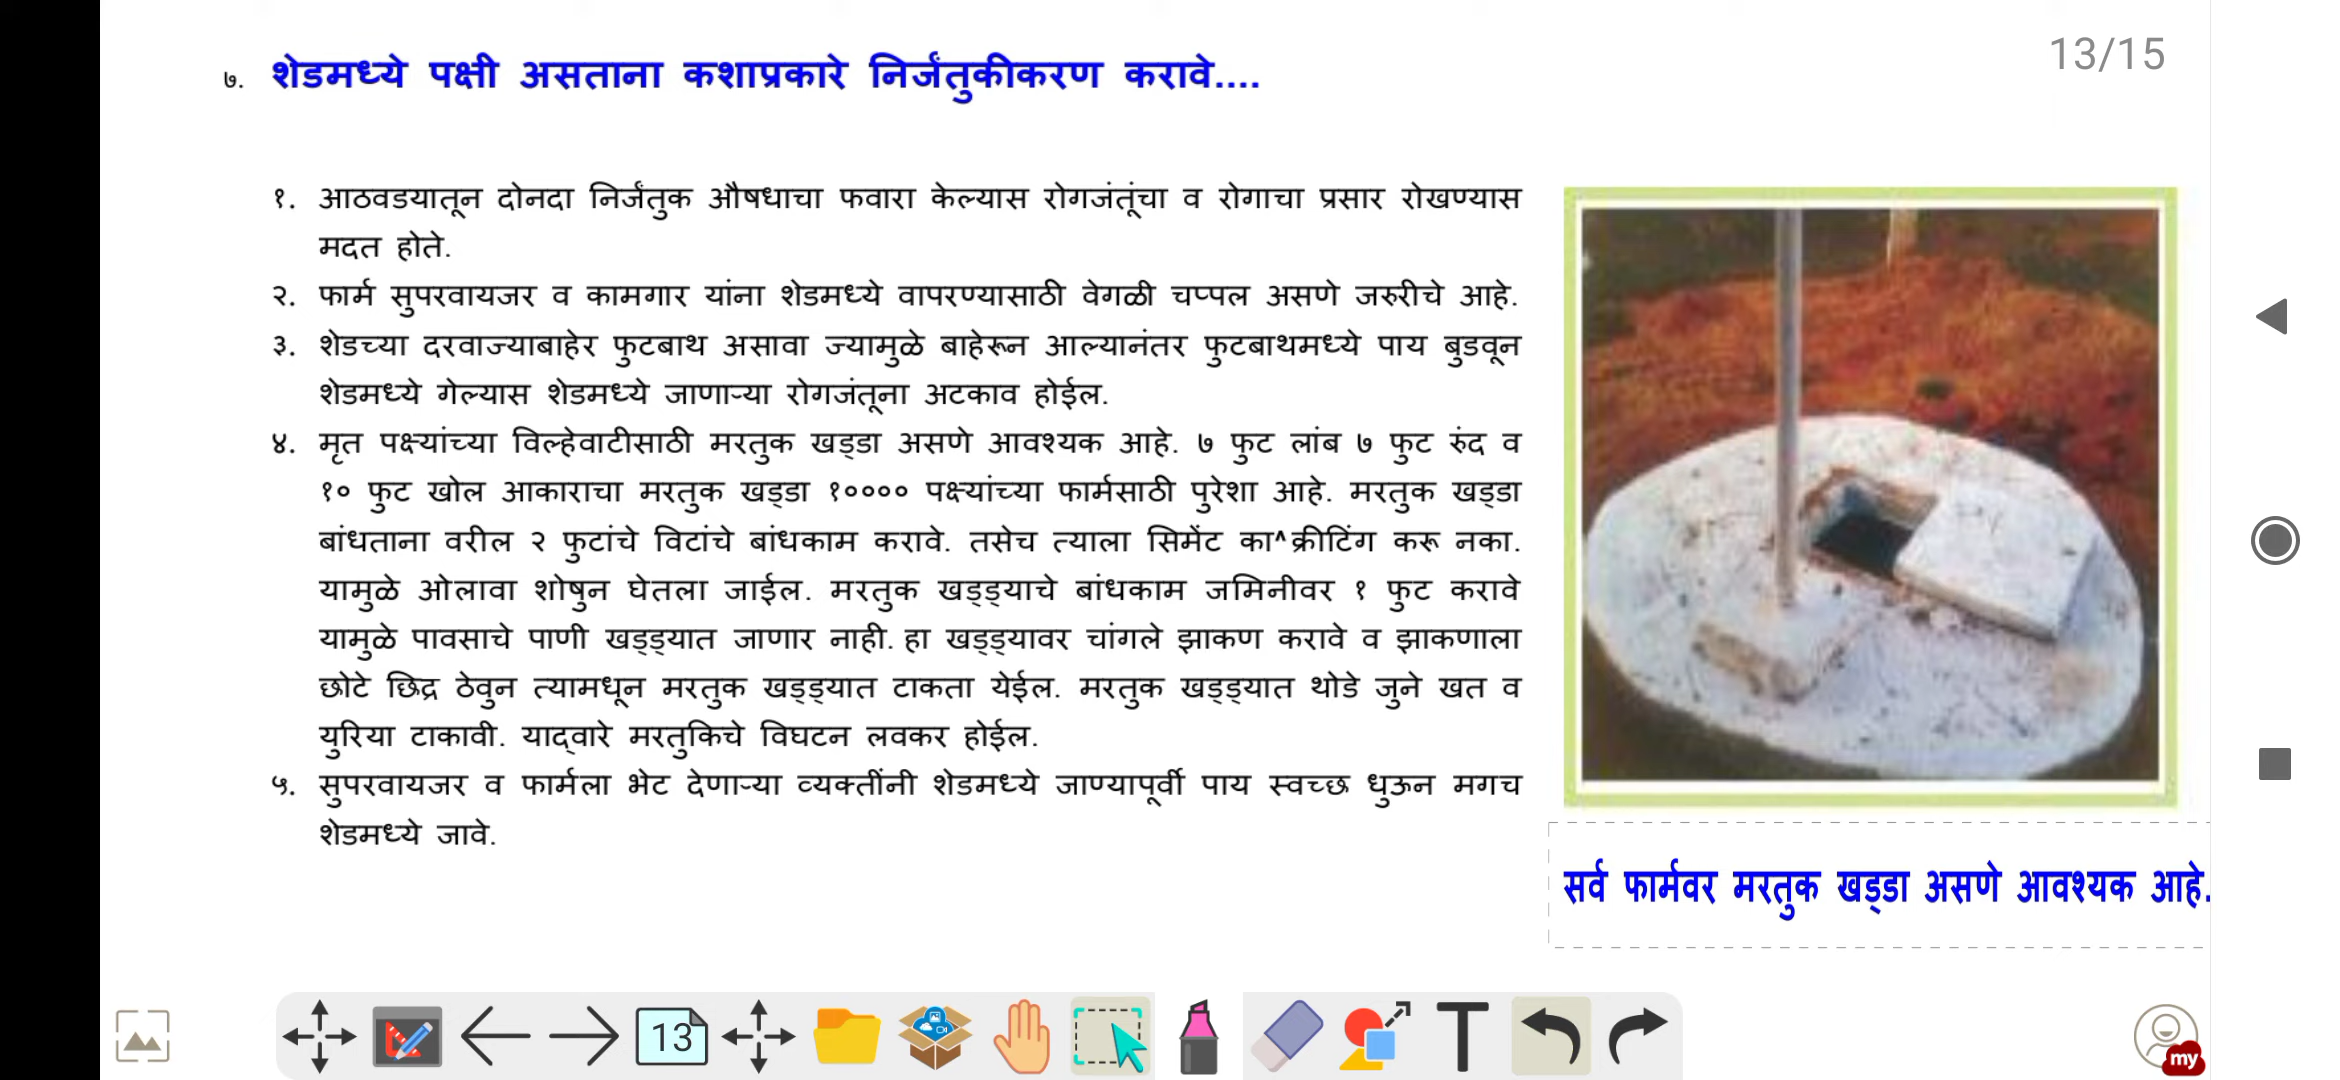 13/15
७. शेडमध्ये पक्षी असताना कशाप्रकारे निर्जंतुकीकरण करावे....
१. आठवडयातून दोनदा निर्जंतुक औषधाचा फवारा केल्यास रोगजंतूंचा व रोगाचा प्रसार रोखण्यास
मदत होते.
२. फार्म सुपरवायजर व कामगार यांना शेडमध्ये वापरण्यासाठी वेगळी चप्पल असणे जरुरीचे आहे.
३. शेडच्या दरवाज्याबाहेर फुटबाथ असावा ज्यामुळे बाहेरून आल्यानंतर फुटबाथमध्ये पाय बुडवून
शेडमध्ये गेल्यास शेडमध्ये जाणाऱ्या रोगजंतूना अटकाव होईल.
४. मृत पक्ष्यांच्या विल्हेवाटीसाठी मरतुक खड्डा असणे आवश्यक आहे. ७ फुट लांब ७ फुट रुंद व
१० फुट खोल आकाराचा मरतुक खड्डा १०००० पक्ष्यांच्या फार्मसाठी पुरेशा आहे. मरतुक खड्डा
बांधताना वरील २ फुटांचे विटांचे बांधकाम करावे. तसेच त्याला सिमेंट का^क्रीटिंग करू नका.
यामुळे ओलावा शोषुन घेतला जाईल. मरतुक खड्ड्याचे बांधकाम जमिनीवर १ फुट करावे
यामुळे पावसाचे पाणी खड्ड्यात जाणार नाही. हा खड्ड्यावर चांगले झाकण करावे व झाकणाला
छोटे छिद्र ठेवुन त्यामधून मरतुक खड्ड्यात टाकता येईल. मरतुक खड्ड्यात थोडे जुने खत व
युरिया टाकावी. याद्वारे मरतुकिचे विघटन लवकर होईल.
५. सुपरवायजर व फार्मला भेट देणाऱ्या व्यक्तींनी शेडमध्ये जाण्यापूर्वी पाय स्वच्छ धुऊन मगच
शेडमध्ये जावे.
सर्व फार्मवर मरतुक खड्डा असणे आवश्यक आहे.
13
T
my